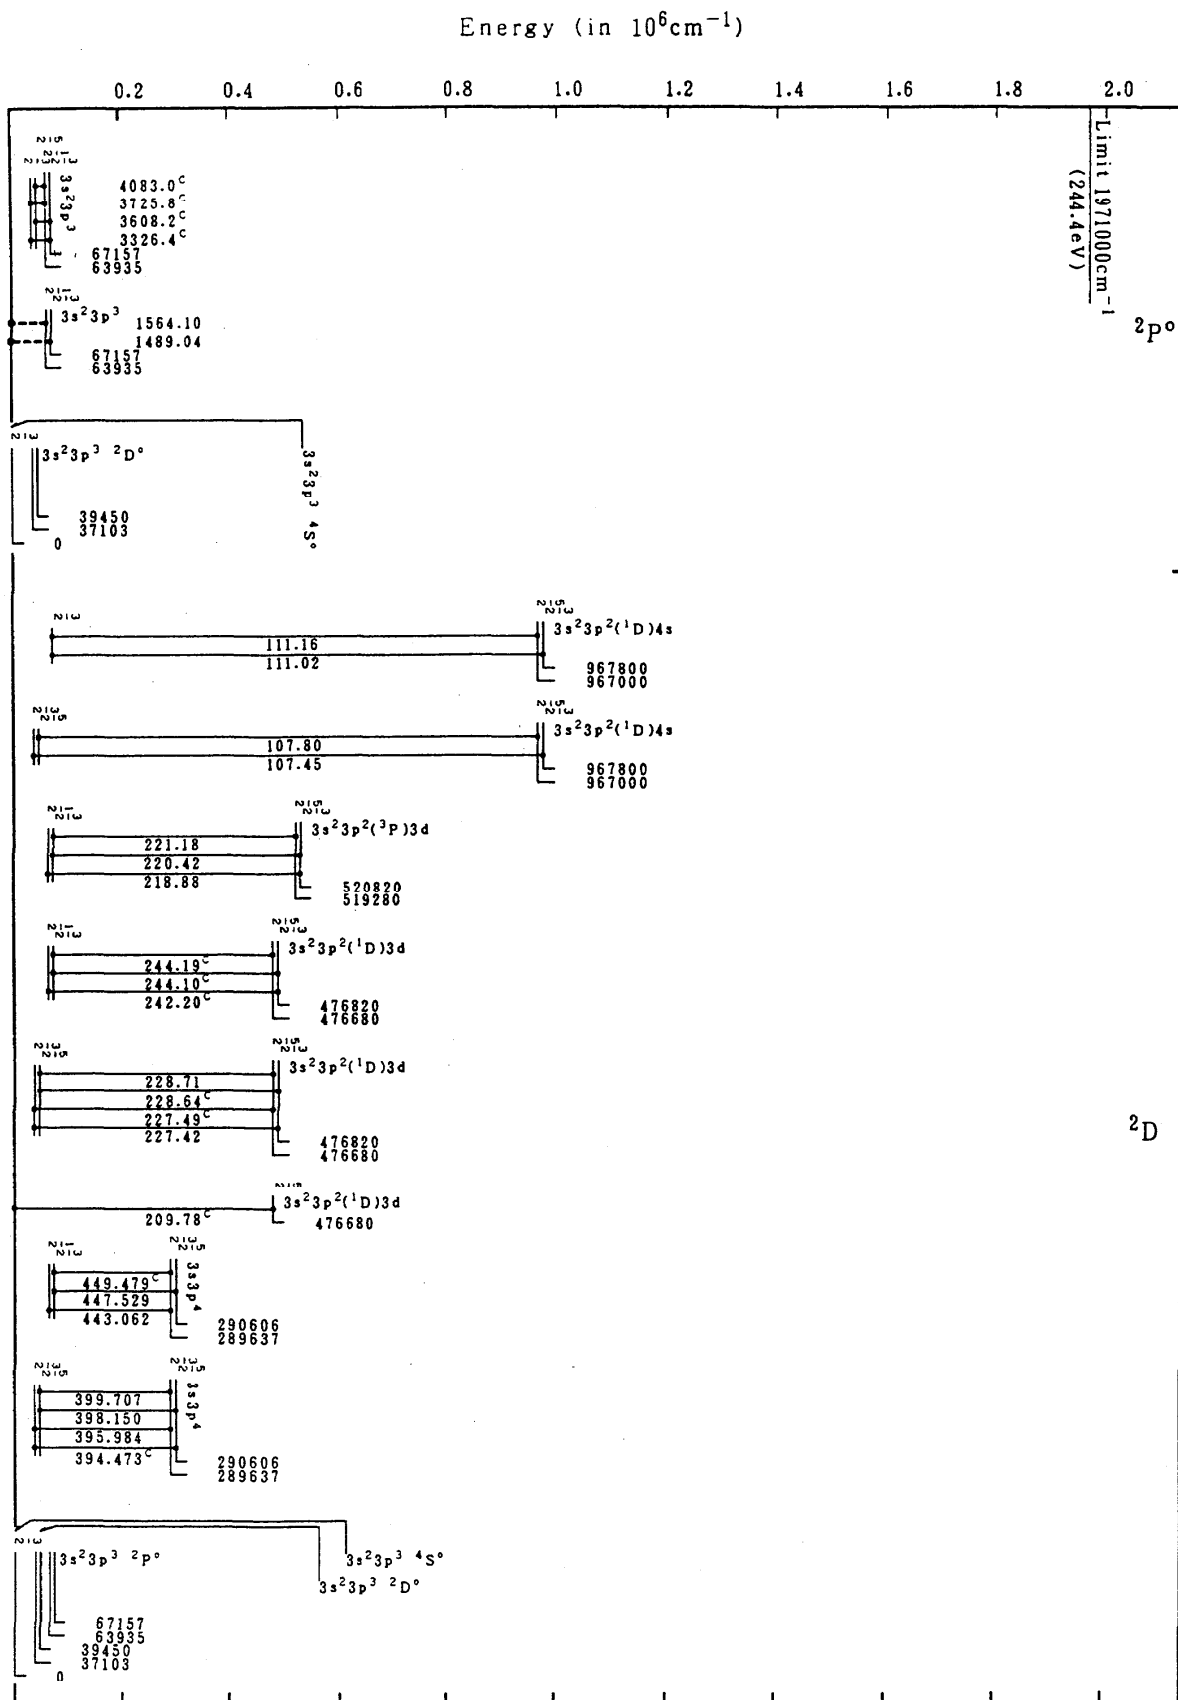 Energy (in 10⁶cm⁻¹)
0.2 0.4 0.6 0.8 1.0 1.2 1.4 1.6 1.8 2.0
Limit 1971000cm⁻¹
(244.4eV)
3s²3p³
4083.0ᶜ
3725.8ᶜ
3608.2ᶜ
3326.4ᶜ
67157
63935
²P°
3s²3p³
1564.10
1489.04
67157
63935
3s²3p³ ²D°
3s²3p³ ⁴S°
39450
37103
0
3s²3p²(¹D)4s
111.16
111.02
967800
967000
3s²3p²(¹D)4s
107.80
107.45
967800
967000
3s²3p²(³P)3d
221.18
220.42
218.88
520820
519280
3s²3p²(¹D)3d
244.19ᶜ
244.10ᶜ
242.20ᶜ
476820
476680
3s²3p²(¹D)3d
228.71
228.64ᶜ
227.49ᶜ
227.42
476820
476680
²D
3s²3p²(¹D)3d
209.78ᶜ
476680
3s3p⁴
449.479ᶜ
447.529
443.062
290606
289637
3s3p⁴
399.707
398.150
395.984
394.473ᶜ
290606
289637
3s²3p³ ²P°
3s²3p³ ⁴S°
3s²3p³ ²D°
67157
63935
39450
37103
0